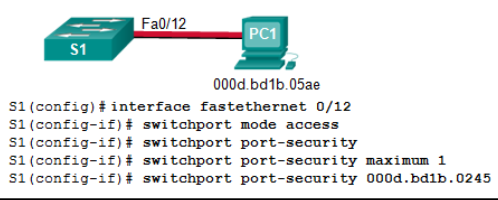 Fa0/12
S1
PC1
000d.bd1b.05ae
S1(config)# interface fastethernet 0/12
S1(config-if)# switchport mode access
S1(config-if)# switchport port-security
S1(config-if)# switchport port-security maximum 1
S1(config-if)# switchport port-security 000d.bd1b.0245